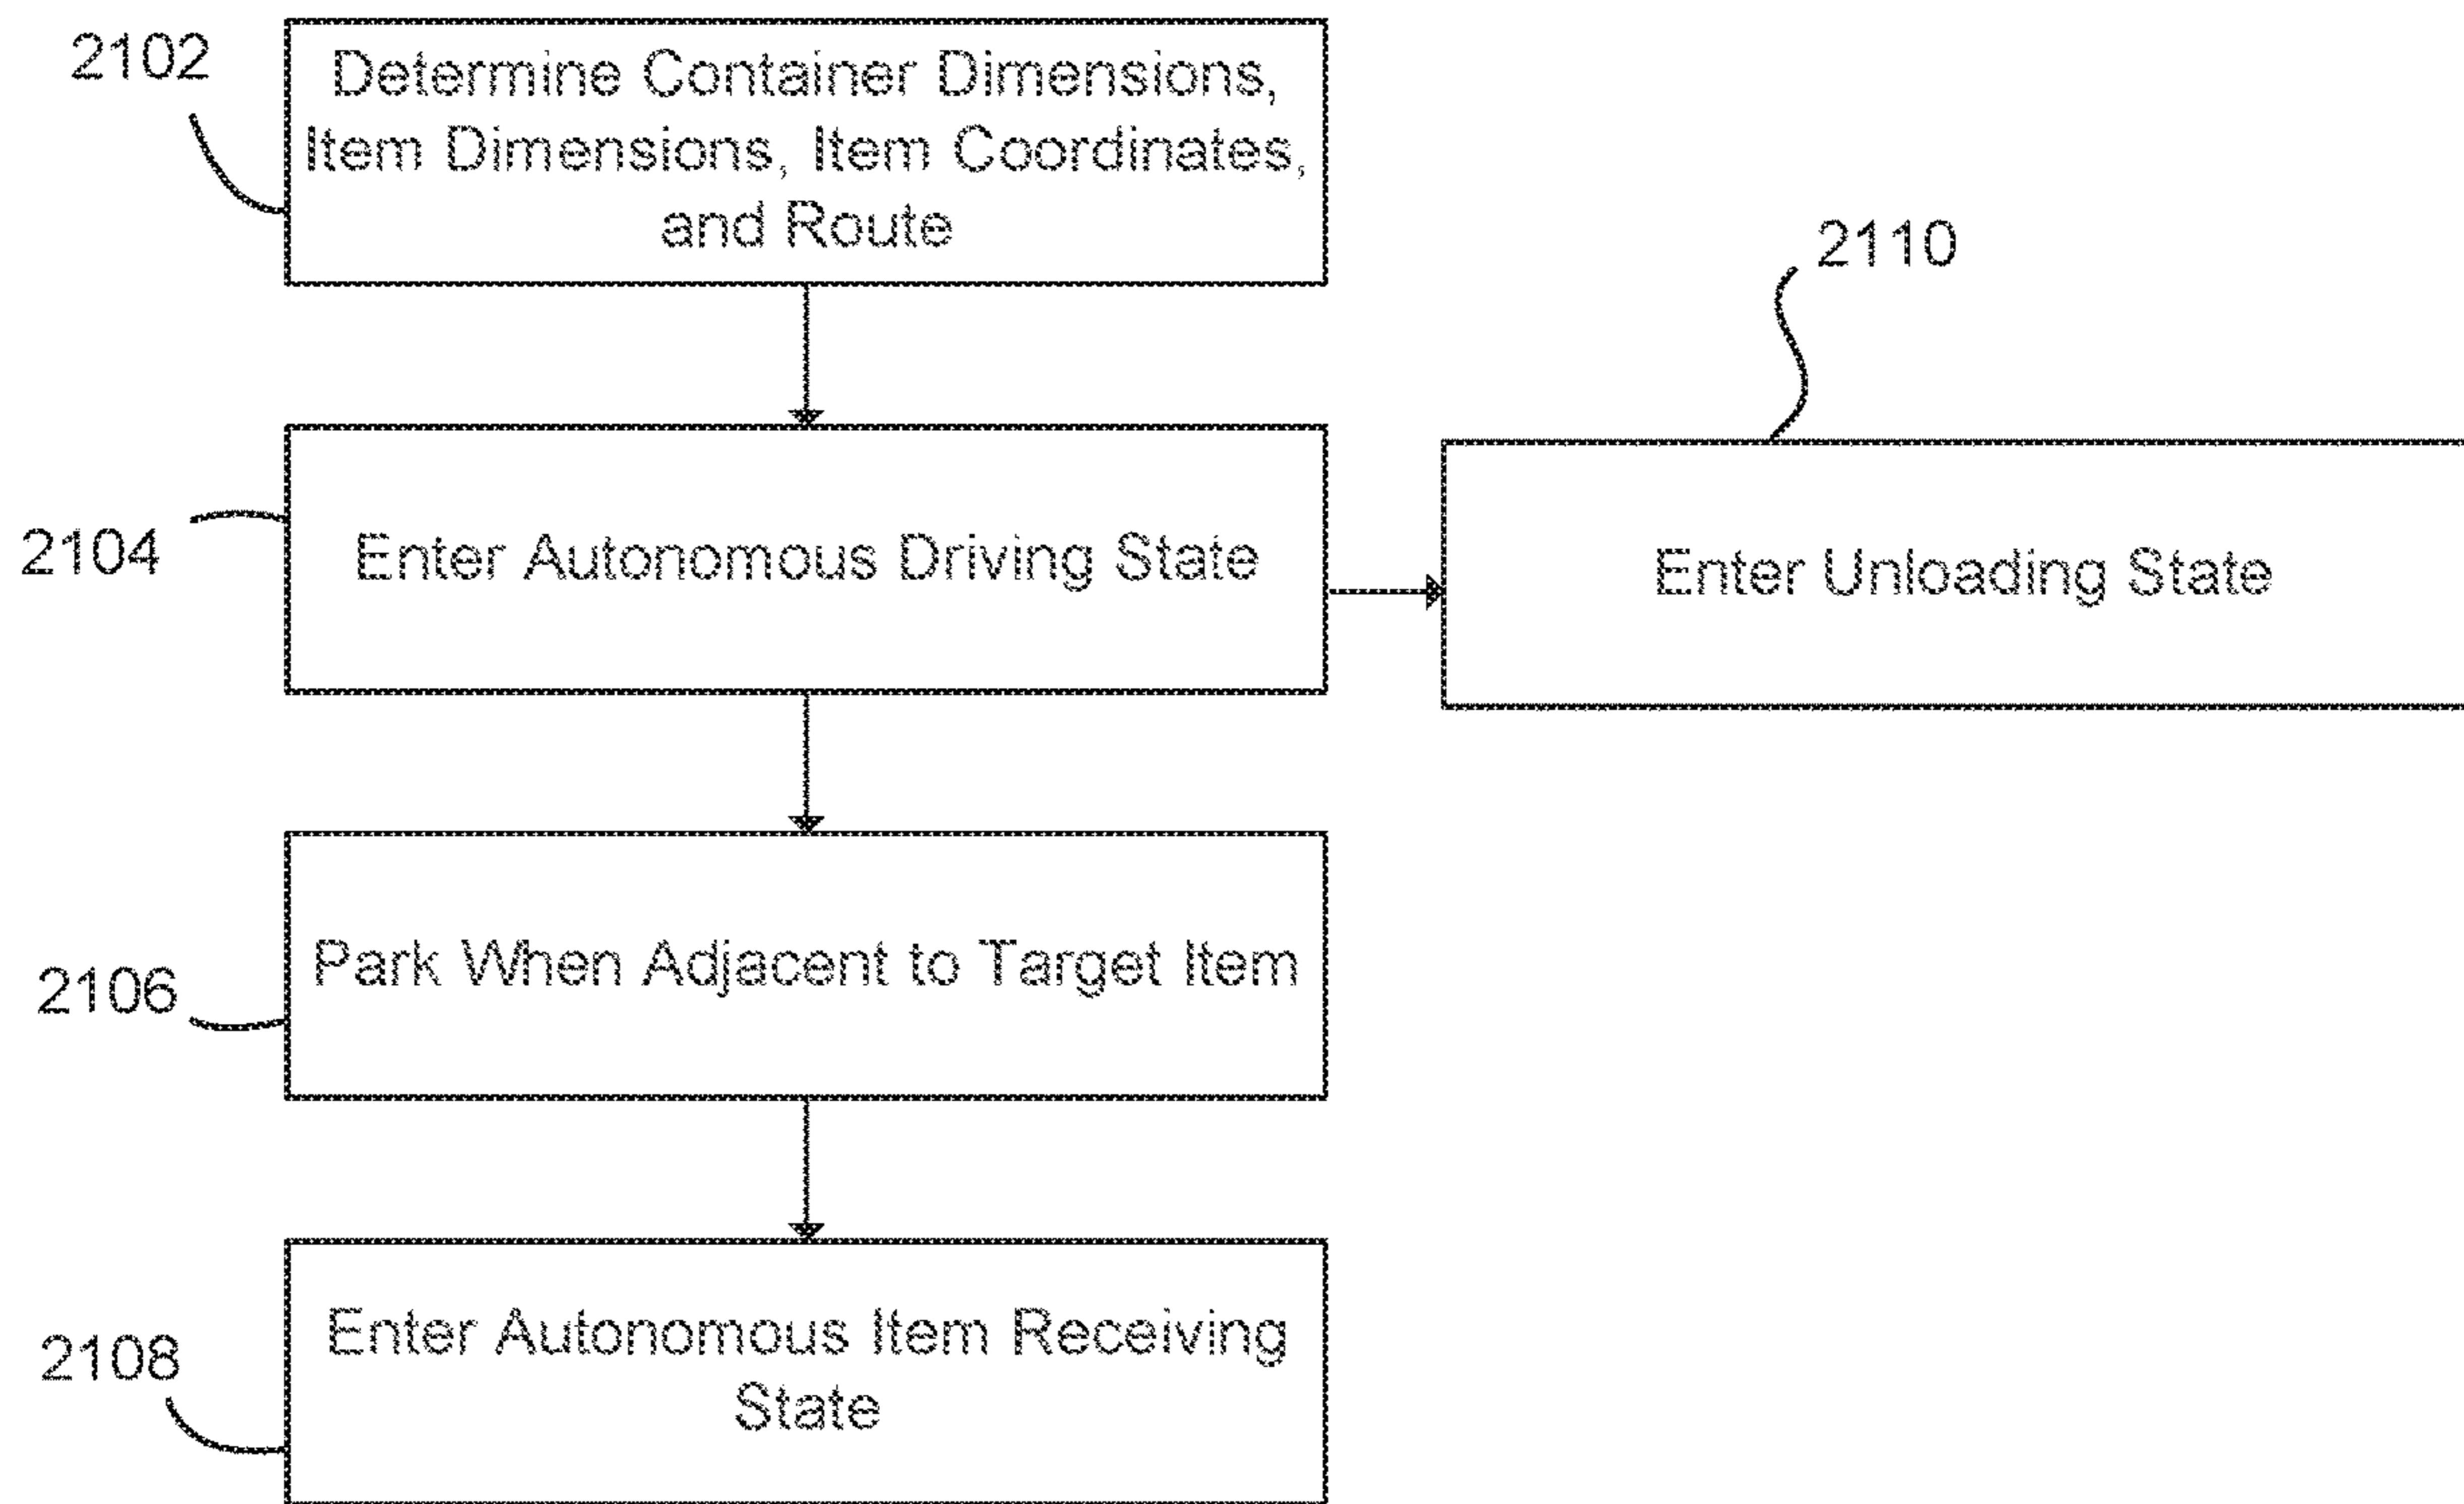 2102
Determine Container Dimensions,
Item Dimensions, Item Coordinates,
and Route
2110
2104
Enter Autonomous Driving State
Enter Unloading State
2106
Park When Adjacent to Target Item
2108
Enter Autonomous Item Receiving
State